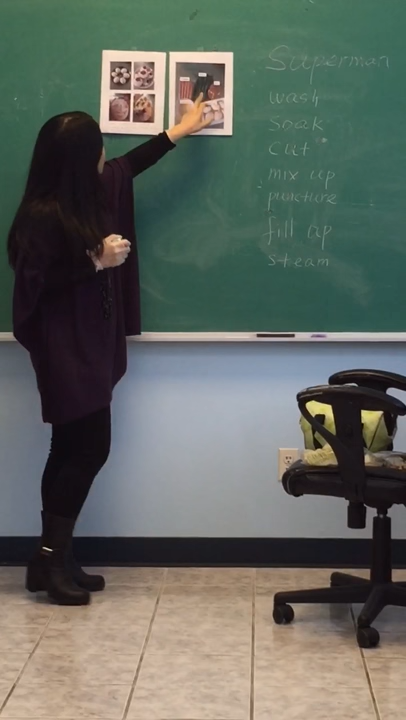 Superman
wash
Soak
cut
mix up
puncture
fill up
steam